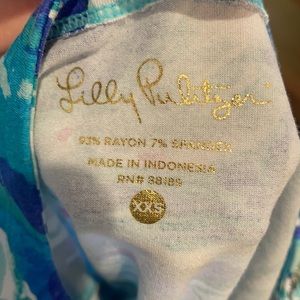 Lilly Pulitzer
93% RAYON 7% SPANDEX
MADE IN INDONESIA
RN# 38189
XXS